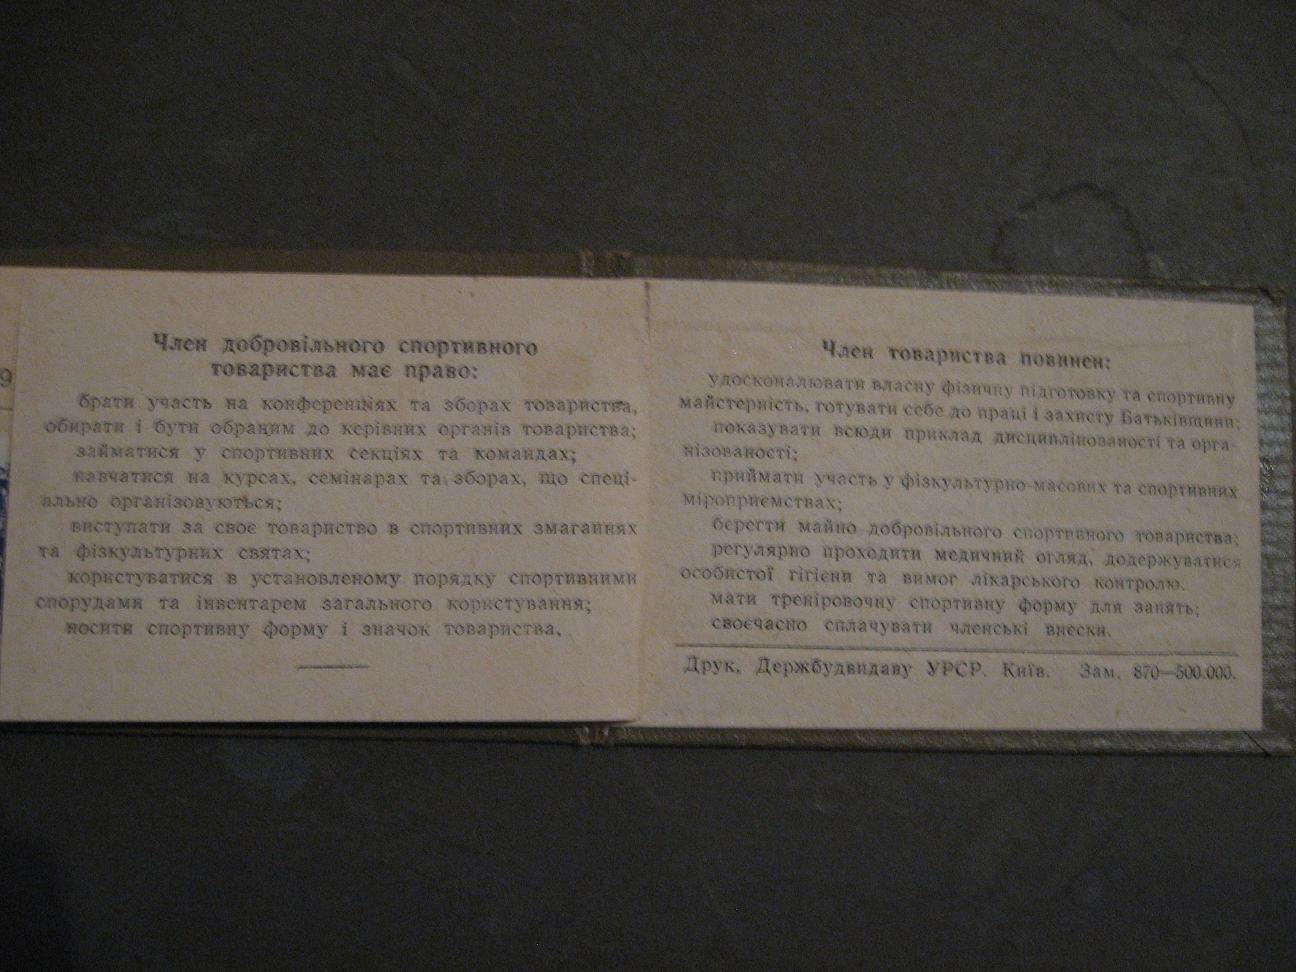 9
Член добровільного спортивного
товариства має право:
брати участь на конференціях та зборах товариства,
обирати і бути обраним до керівних органів товариства;
займатися у спортивних секціях та командах;
навчатися на курсах, семінарах та зборах, що спеці-
ально організовуються;
виступати за своє товариство в спортивних змаганнях
та фізкультурних святах;
користуватися в установленому порядку спортивними
спорудами та інвентарем загального користування;
носити спортивну форму і значок товариства.
Член товариства повинен:
удосконалювати власну фізичну підготовку та спортивну
майстерність, готувати себе до праці і захисту Батьківщини;
показувати всюди приклад дисциплінованості та орга-
нізованості;
приймати участь у фізкультурно-масових та спортивних
міроприємствах;
берегти майно добровільного спортивного товариства;
регулярно проходити медичний огляд, додержуватися
особистої гігієни та вимог лікарського контролю.
мати треніровочну спортивну форму для занять;
своєчасно сплачувати членські внески.
Друк. Держбудвидаву УРСР. Київ. Зам. 870—500.000.